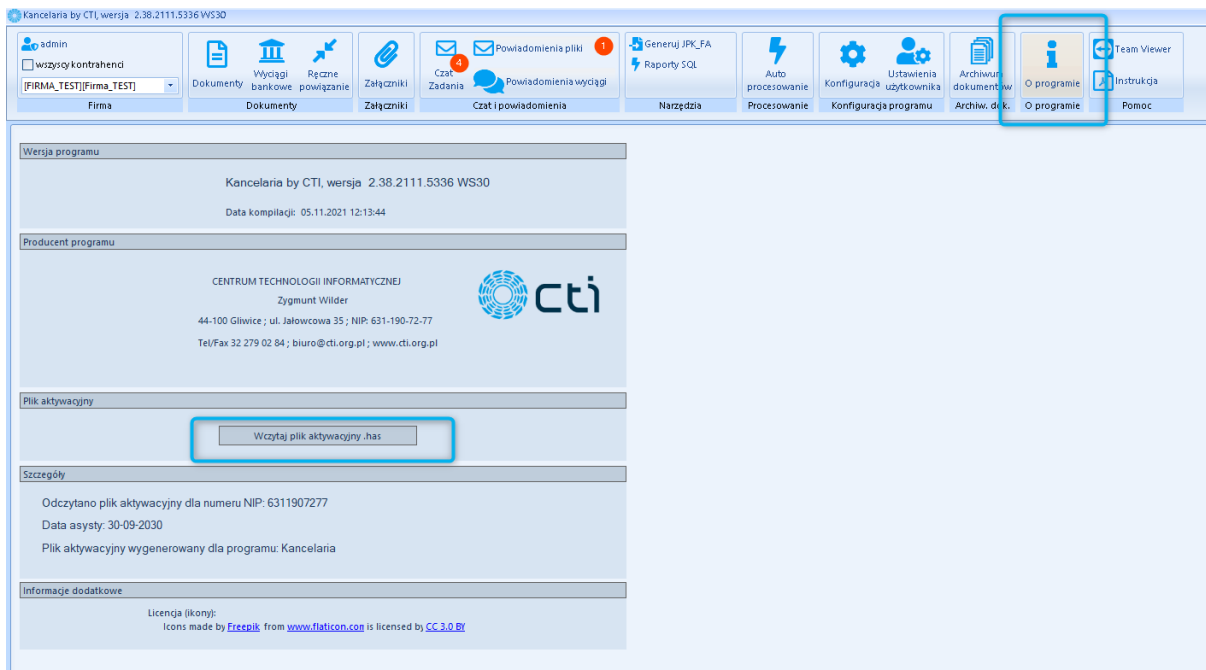 Kancelaria by CTI, wersja 2.38.2111.5336 WS30
admin
wszyscy kontrahenci
[FIRMA_TEST][Firma_TEST]
Firma
Dokumenty
Wyciągi bankowe
Ręczne powiązanie
Dokumenty
Załączniki
Załączniki
Czat
4
Zadania
Powiadomienia pliki
1
Powiadomienia wyciągi
Czat i powiadomienia
Generuj JPK_FA
Raporty SQL
Narzędzia
Auto procesowanie
Procesowanie
Konfiguracja
Ustawienia użytkownika
Konfiguracja programu
Archiwum dokumentów
Archiw. dok.
O programie
O programie
Team Viewer
Instrukcja
Pomoc
Wersja programu
Kancelaria by CTI, wersja 2.38.2111.5336 WS30
Data kompilacji: 05.11.2021 12:13:44
Producent programu
CENTRUM TECHNOLOGII INFORMATYCZNEJ
Zygmunt Wilder
44-100 Gliwice ; ul. Jałowcowa 35 ; NIP: 631-190-72-77
Tel/Fax 32 279 02 84 ; biuro@cti.org.pl ; www.cti.org.pl
cti
Plik aktywacyjny
Wczytaj plik aktywacyjny .has
Szczegóły
Odczytano plik aktywacyjny dla numeru NIP: 6311907277
Data asysty: 30-09-2030
Plik aktywacyjny wygenerowany dla programu: Kancelaria
Informacje dodatkowe
Licencja (ikony):
Icons made by Freepik from www.flaticon.com is licensed by CC 3.0 BY